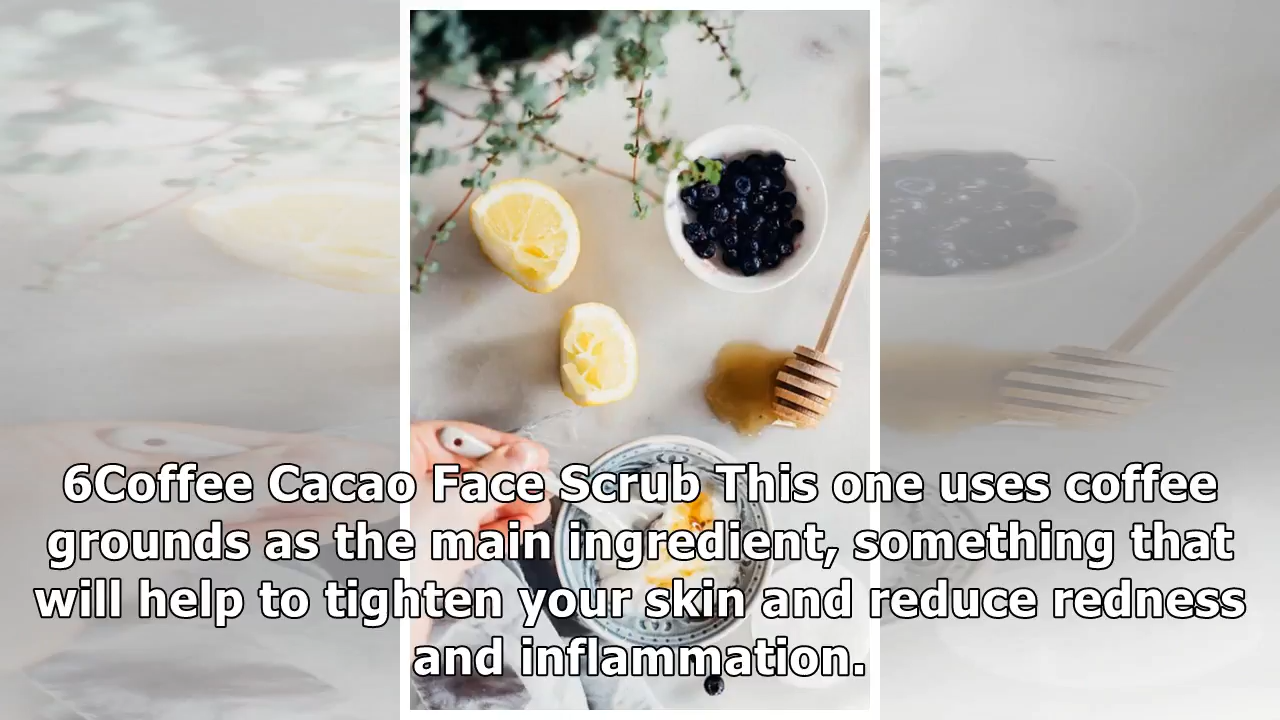 6Coffee Cacao Face Scrub This one uses coffee
grounds as the main ingredient, something that
will help to tighten your skin and reduce redness
and inflammation.